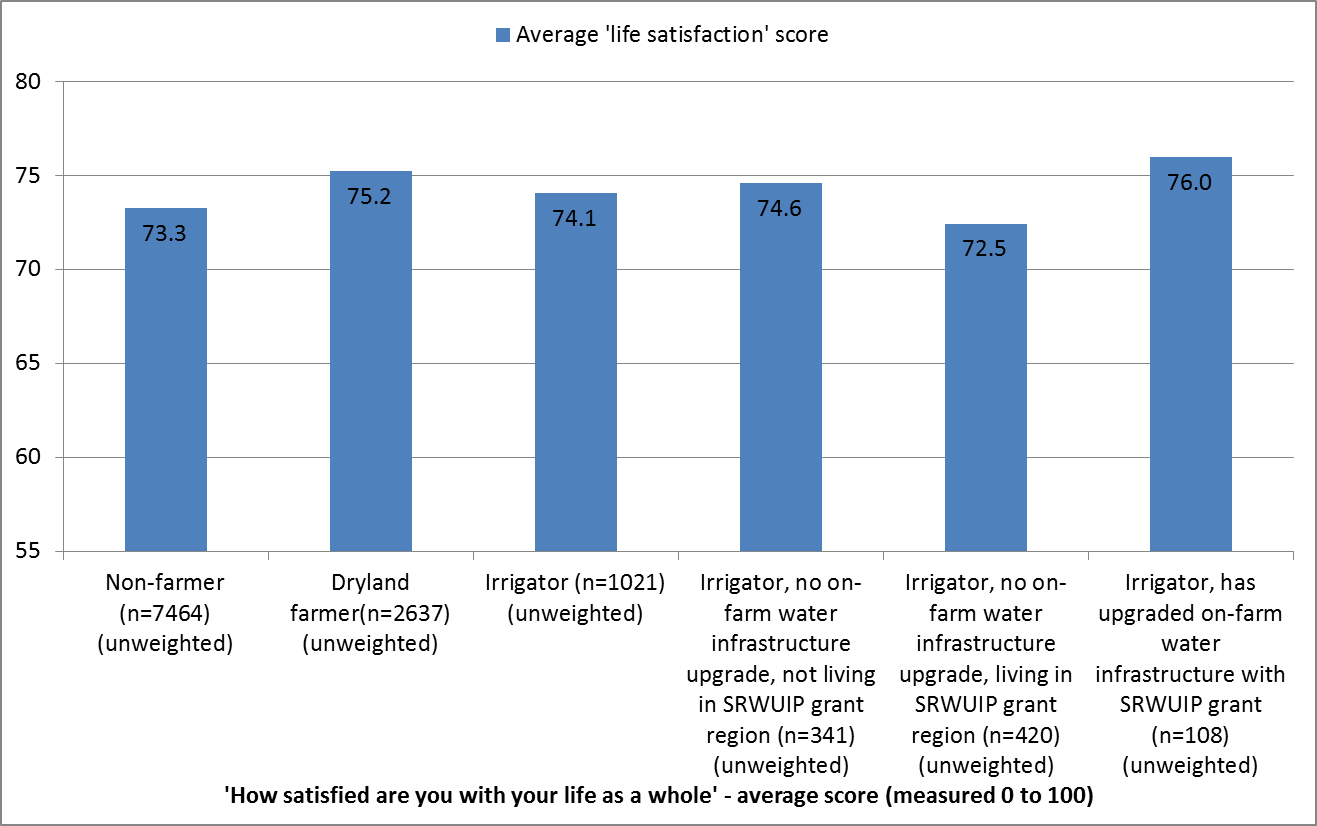 Average 'life satisfaction' score
80
75
70
65
60
55
73.3
75.2
74.1
74.6
72.5
76.0
Non-farmer
(n=7464)
(unweighted)
Dryland
farmer(n=2637)
(unweighted)
Irrigator (n=1021)
(unweighted)
Irrigator, no on-
farm water
infrastructure
upgrade, not living
in SRWUIP grant
region (n=341)
(unweighted)
Irrigator, no on-
farm water
infrastructure
upgrade, living in
SRWUIP grant
region (n=420)
(unweighted)
Irrigator, has
upgraded on-farm
water
infrastructure with
SRWUIP grant
(n=108)
(unweighted)
'How satisfied are you with your life as a whole' - average score (measured 0 to 100)